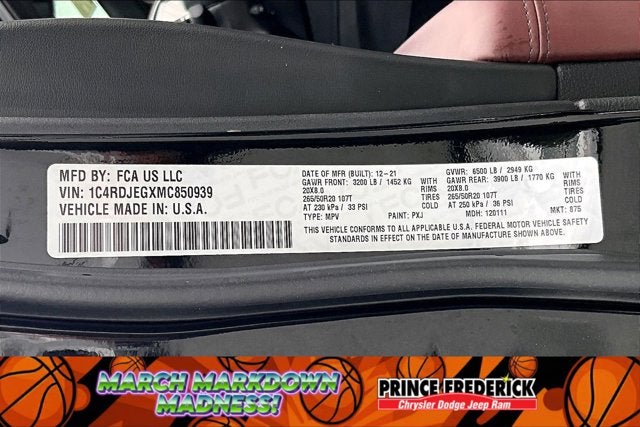 MFD BY: FCA US LLC
VIN: 1C4RDJEGXMC850939
VEHICLE MADE IN: U.S.A.
DATE OF MFR (BUILT): 12-21
GAWR FRONT: 3200 LB / 1452 KG
20X8.0
265/50R20 107T
TIRES
AT 230 kPa / 33 PSI
COLD
TYPE: MPV
PAINT: PXJ
GVWR: 6500 LB / 2949 KG
GAWR REAR: 3900 LB / 1770 KG
20X8.0
265/50R20 107T
TIRES
AT 250 kPa / 36 PSI
COLD
MDH: 120111
MKT: 875
THIS VEHICLE CONFORMS TO ALL APPLICABLE U.S.A. FEDERAL MOTOR VEHICLE SAFETY
STANDARDS IN EFFECT ON THE DATE OF MANUFACTURE SHOWN ABOVE.
MARCH MARKDOWN
MADNESS!
PRINCE FREDERICK
Chrysler Dodge Jeep Ram